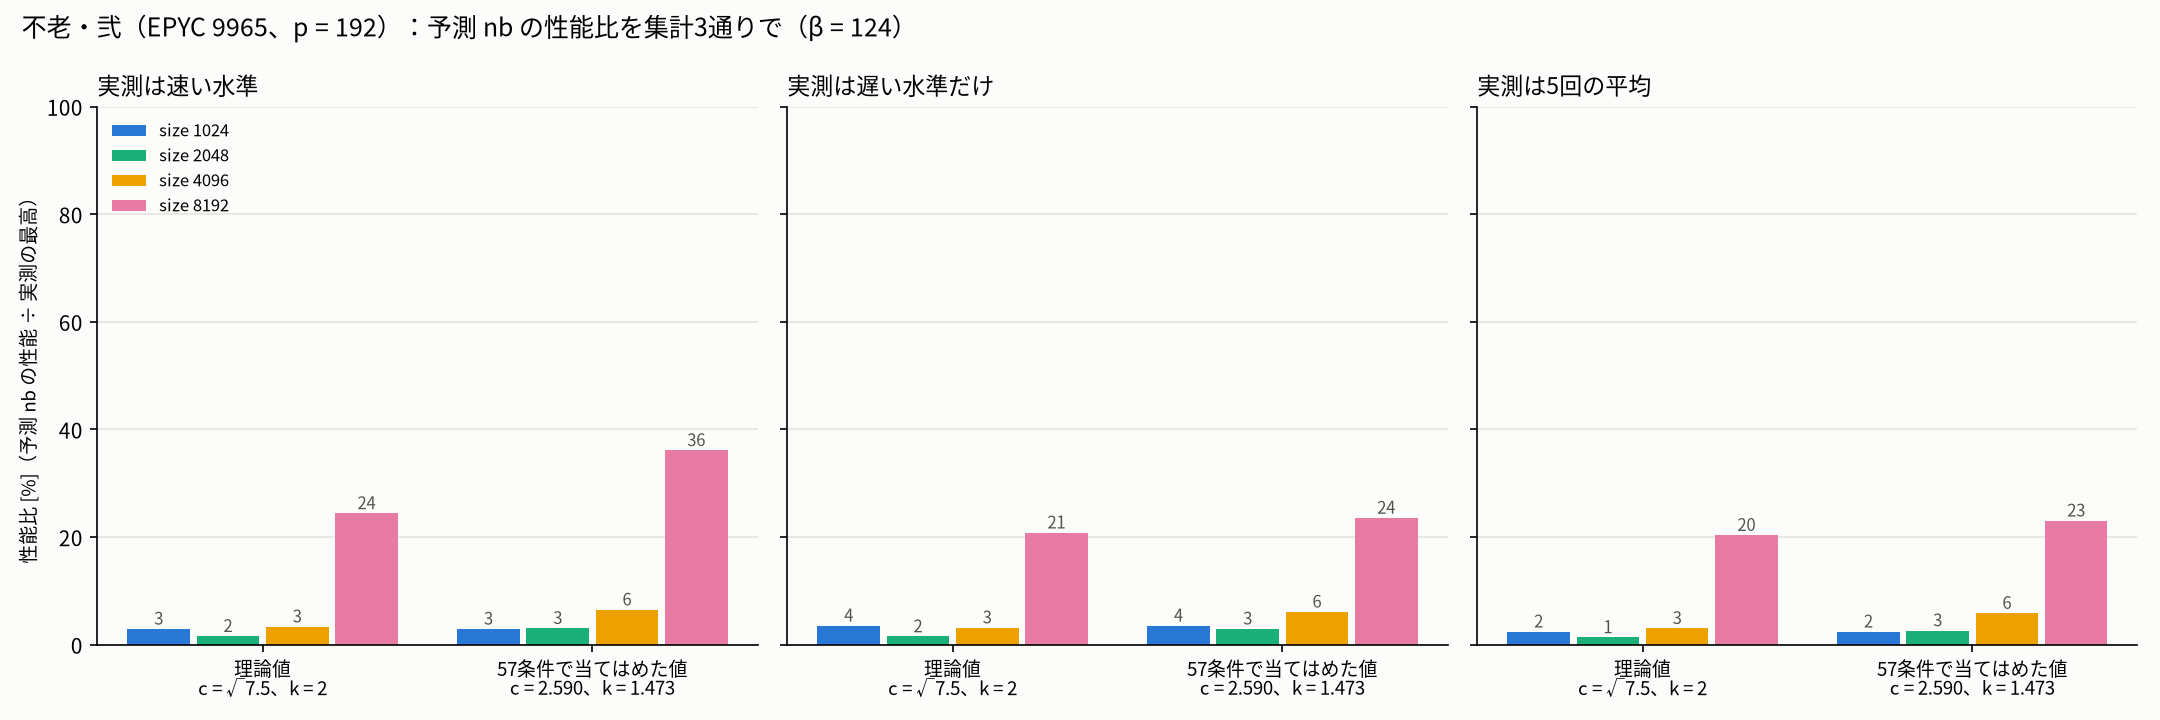 不老・弐（EPYC 9965、p = 192）：予測 nb の性能比を集計3通りで（β = 124）
実測は速い水準
実測は遅い水準だけ
実測は5回の平均
性能比 [%]（予測 nb の性能 ÷ 実測の最高）
100
80
60
40
20
0
size 1024
size 2048
size 4096
size 8192
3
2
3
24
3
3
6
36
4
2
3
21
4
3
6
24
2
1
3
20
2
3
6
23
理論値
c = √7.5、k = 2
57条件で当てはめた値
c = 2.590、k = 1.473
理論値
c = √7.5、k = 2
57条件で当てはめた値
c = 2.590、k = 1.473
理論値
c = √7.5、k = 2
57条件で当てはめた値
c = 2.590、k = 1.473